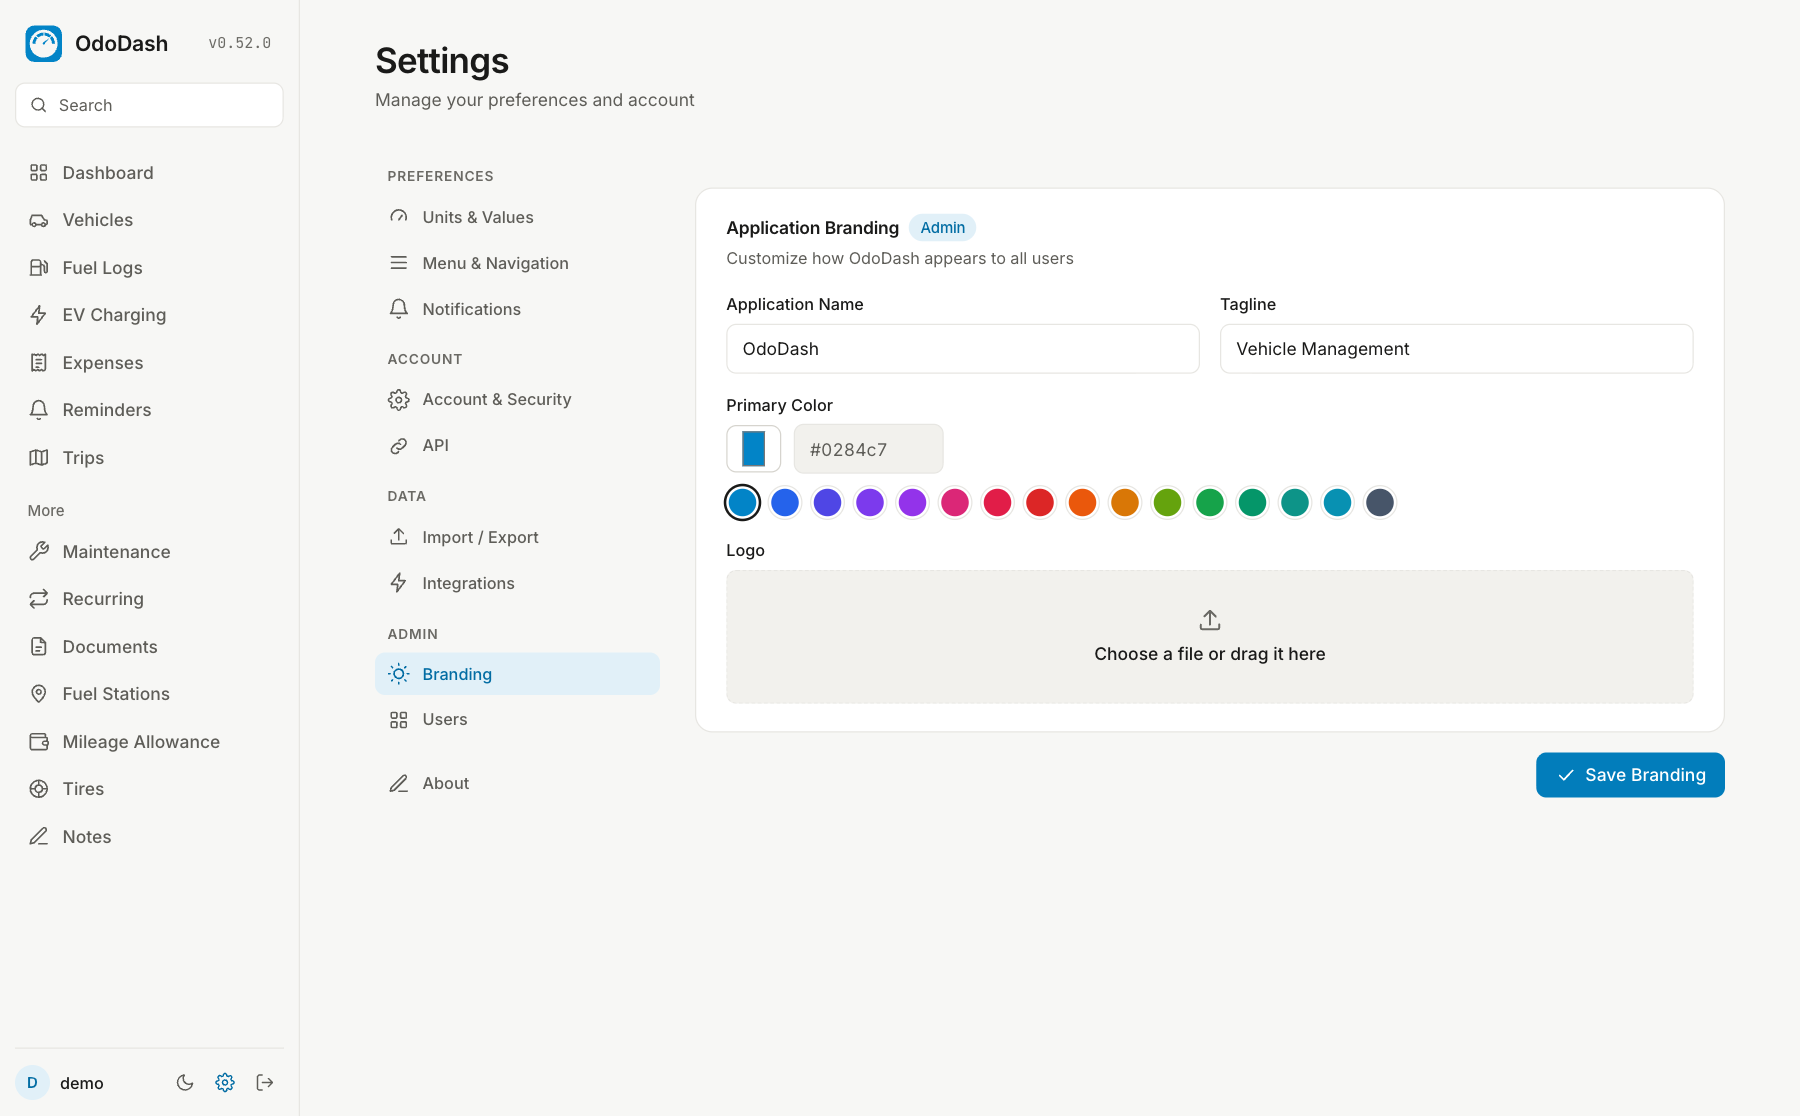 OdoDash
v0.52.0
Search
Dashboard
Vehicles
Fuel Logs
EV Charging
Expenses
Reminders
Trips
More
Maintenance
Recurring
Documents
Fuel Stations
Mileage Allowance
Tires
Notes
D
demo
Settings
Manage your preferences and account
PREFERENCES
Units & Values
Menu & Navigation
Notifications
ACCOUNT
Account & Security
API
DATA
Import / Export
Integrations
ADMIN
Branding
Users
About
Application Branding
Admin
Customize how OdoDash appears to all users
Application Name
OdoDash
Tagline
Vehicle Management
Primary Color
#0284c7
Logo
Choose a file or drag it here
Save Branding